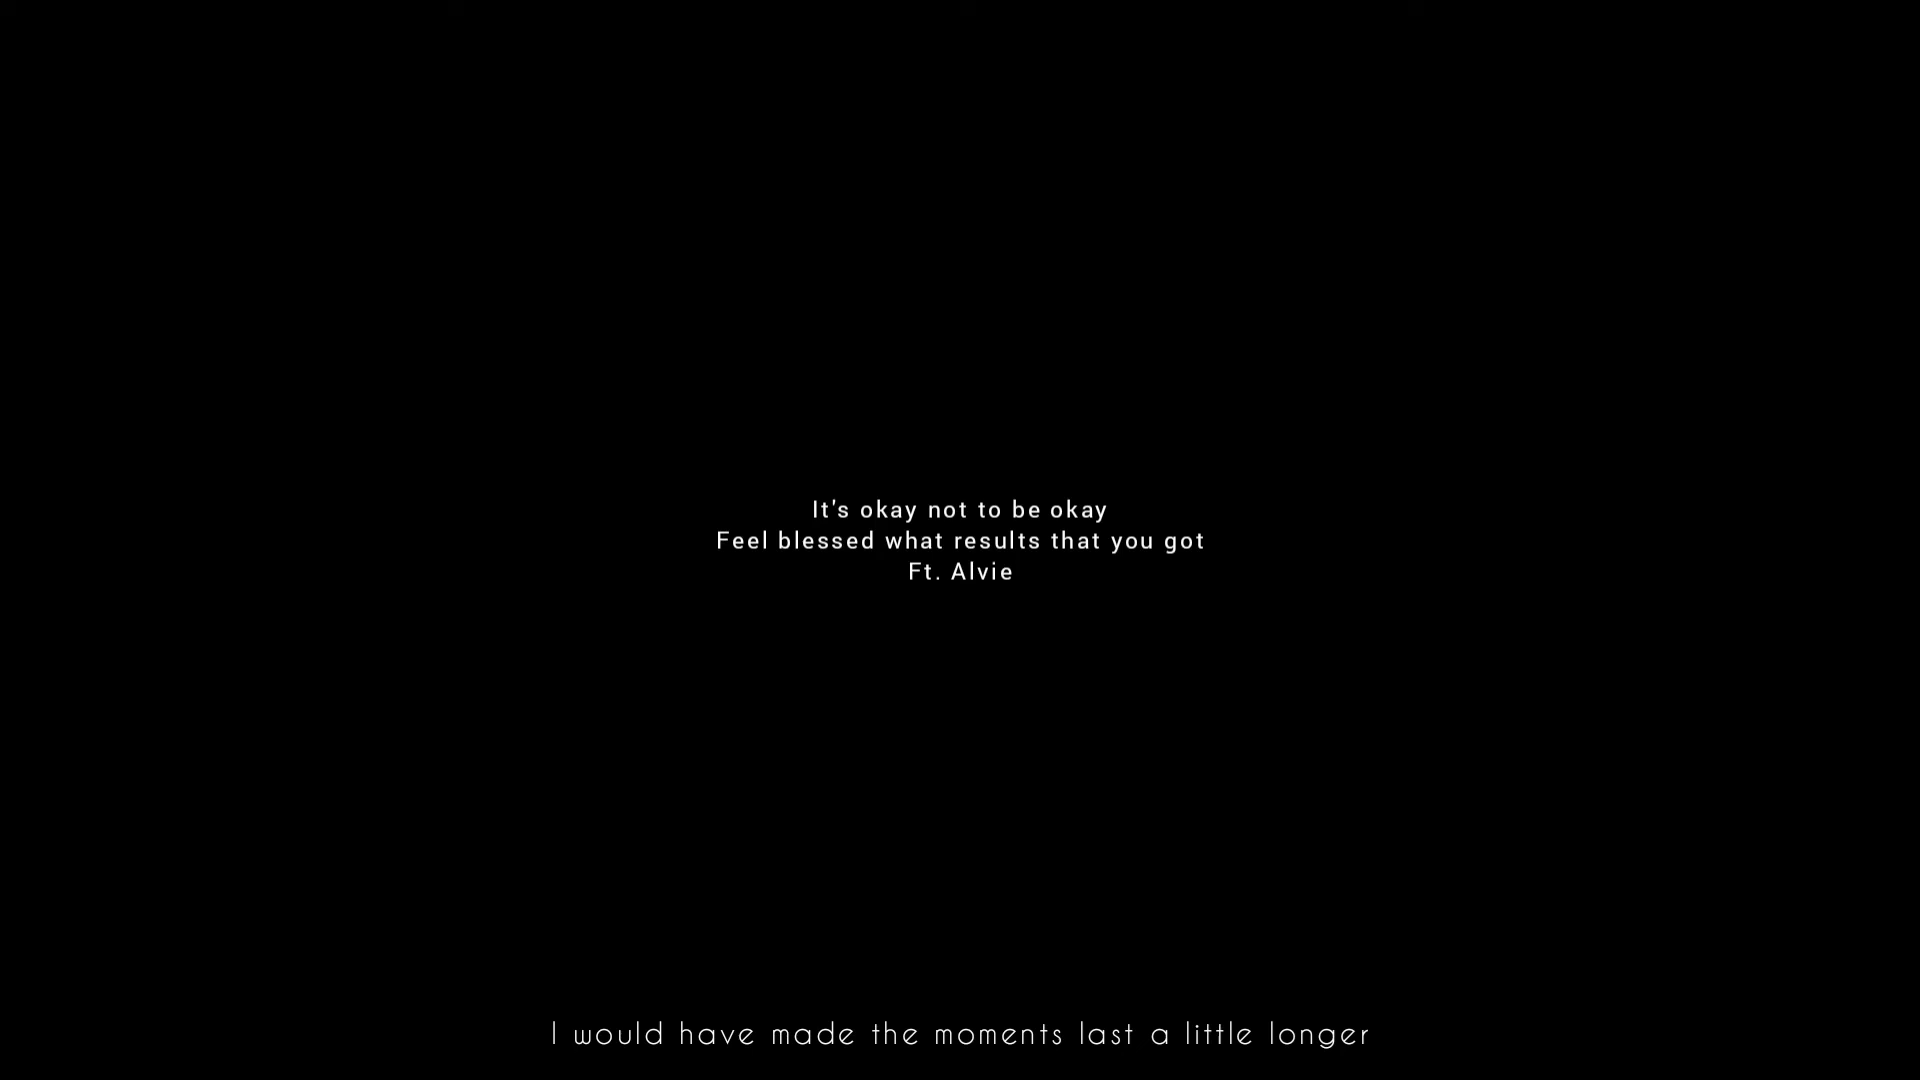 It's okay not to be okay
Feel blessed what results that you got
Ft. Alvie
I would have made the moments last a little longer